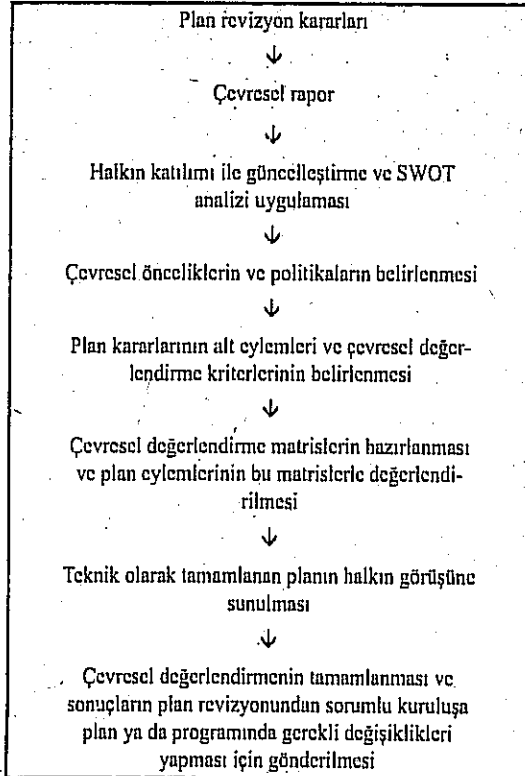 Plan revizyon kararları
↓
Çevresel rapor
↓
Halkın katılımı ile güncelleştirme ve SWOT
analizi uygulaması
↓
Çevresel önceliklerin ve politikaların belirlenmesi
↓
Plan kararlarının alt eylemleri ve çevresel değer-
lendirme kriterlerinin belirlenmesi
↓
Çevresel değerlendirme matrislerin hazırlanması
ve plan eylemlerinin bu matrislerle değerlendi-
rilmesi
↓
Teknik olarak tamamlanan planın halkın görüşüne
sunulması
↓
Çevresel değerlendirmenin tamamlanması ve
sonuçların plan revizyonundan sorumlu kuruluşa
plan ya da programında gerekli değişiklikleri
yapması için gönderilmesi